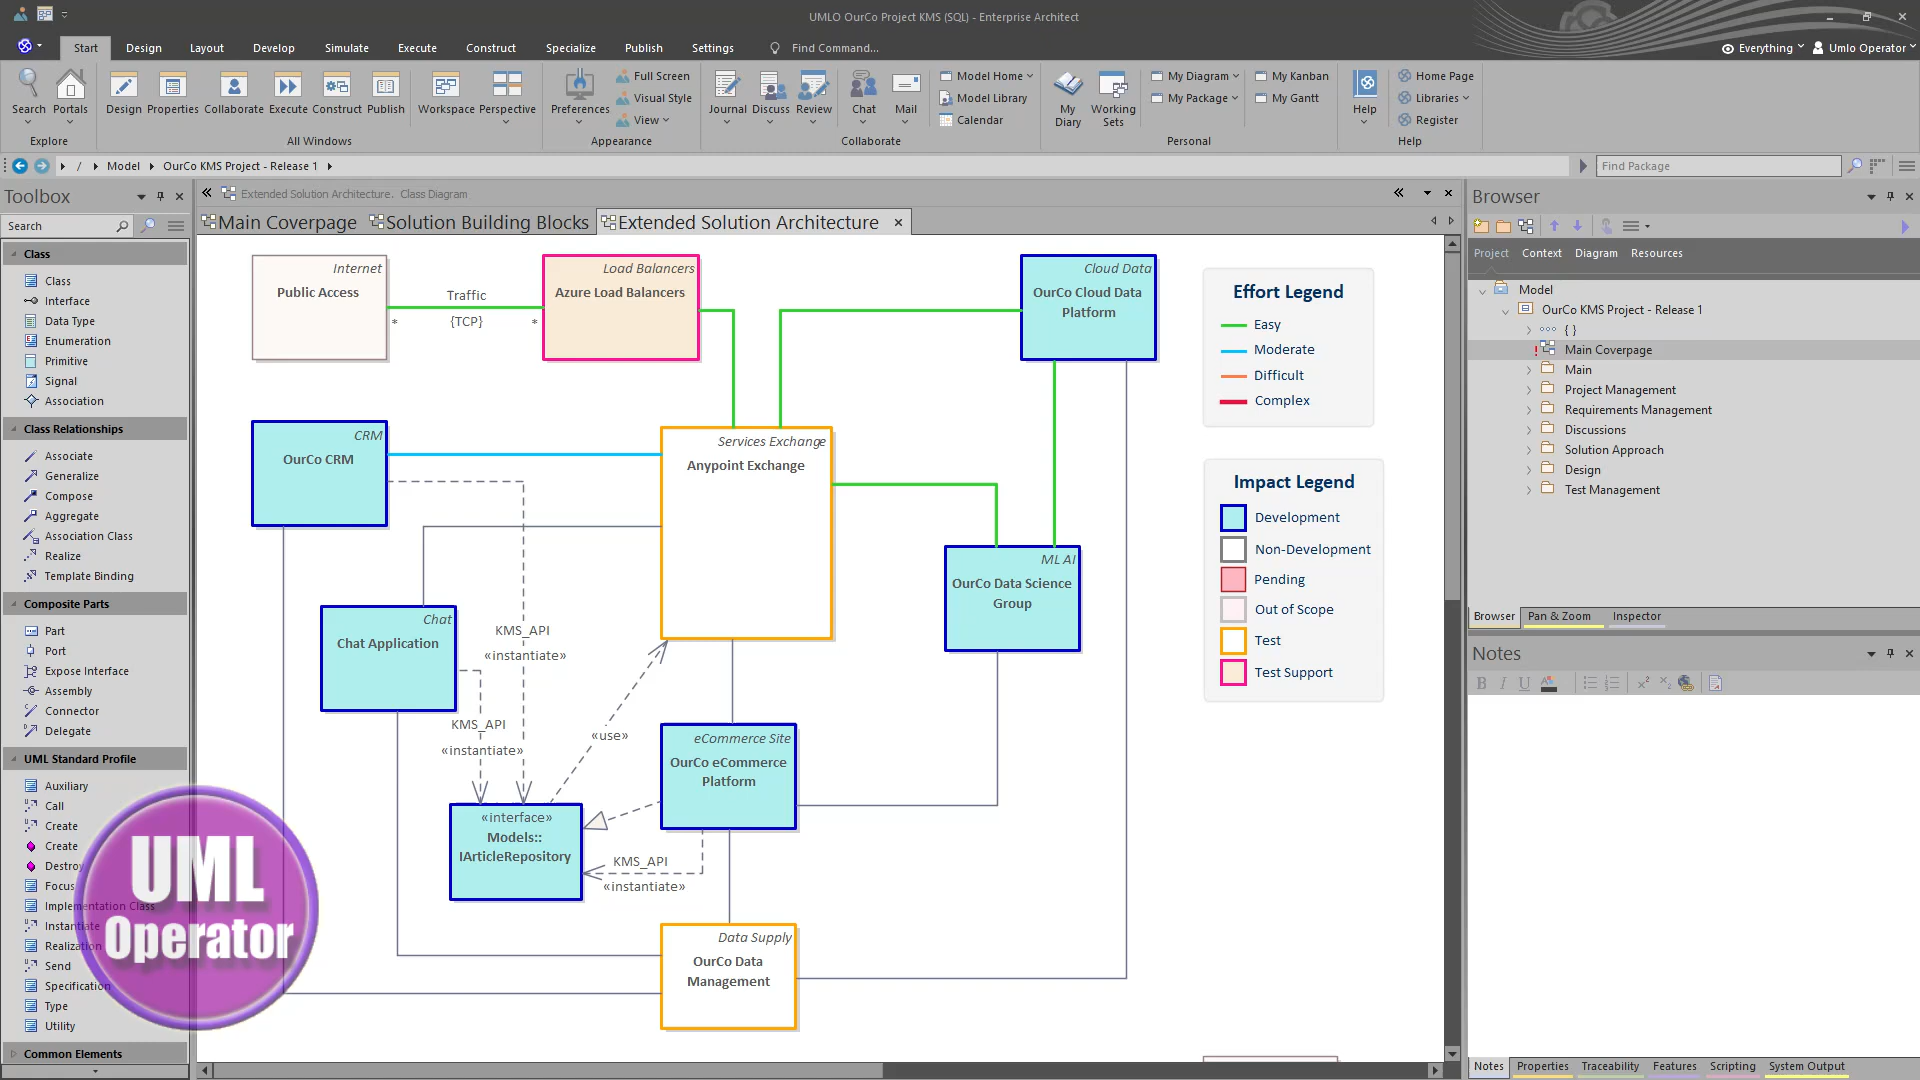 UMLO OurCo Project KMS (SQL) - Enterprise Architect
Start Design Layout Develop Simulate Execute Construct Specialize Publish Settings Find Command... Everything Umlo Operator
Search Portals Design Properties Collaborate Execute Construct Publish Workspace Perspective Preferences
Full Screen
Visual Style
View
Journal Discuss Review Chat Mail
Model Home
Model Library
Calendar
My Diary
Working Sets
My Diagram
My Package
My Kanban
My Gantt
Help
Home Page
Libraries
Register
Explore All Windows Appearance Collaborate Personal Help
/ Model OurCo KMS Project - Release 1
Find Package
Toolbox
Search
Class
Class
Interface
Data Type
Enumeration
Primitive
Signal
Association
Class Relationships
Associate
Generalize
Compose
Aggregate
Association Class
Realize
Template Binding
Composite Parts
Part
Port
Expose Interface
Assembly
Connector
Delegate
UML Standard Profile
Auxiliary
Call
Create
Create
Destroy
Focus
Implementation Class
Instantiate
Realization
Send
Specification
Type
Utility
Common Elements
UML
Operator
Extended Solution Architecture. Class Diagram
Main Coverpage Solution Building Blocks Extended Solution Architecture
Internet
Public Access
Traffic
{TCP}
* *
Load Balancers
Azure Load Balancers
Cloud Data
OurCo Cloud Data
Platform
CRM
OurCo CRM
Services Exchange
Anypoint Exchange
ML AI
OurCo Data Science
Group
Chat
Chat Application
KMS_API
«instantiate»
KMS_API
«instantiate»
«use»
eCommerce Site
OurCo eCommerce
Platform
«interface»
Models::
IArticleRepository
KMS_API
«instantiate»
Data Supply
OurCo Data
Management
Effort Legend
Easy
Moderate
Difficult
Complex
Impact Legend
Development
Non-Development
Pending
Out of Scope
Test
Test Support
Browser
Project Context Diagram Resources
Model
OurCo KMS Project - Release 1
{ }
Main Coverpage
Main
Project Management
Requirements Management
Discussions
Solution Approach
Design
Test Management
Browser Pan & Zoom Inspector
Notes
B I U A x² x₂
Notes Properties Traceability Features Scripting System Output